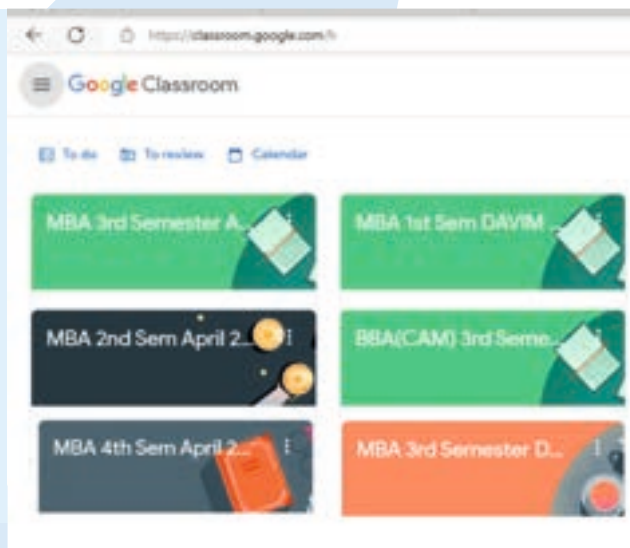 https://classroom.google.com/h
Google Classroom
To do To review Calendar
MBA 3rd Semester A... MBA 1st Sem DAVIM ...
MBA 2nd Sem April 2... BBA(CAM) 3rd Seme...
MBA 4th Sem April 2... MBA 3rd Semester D...